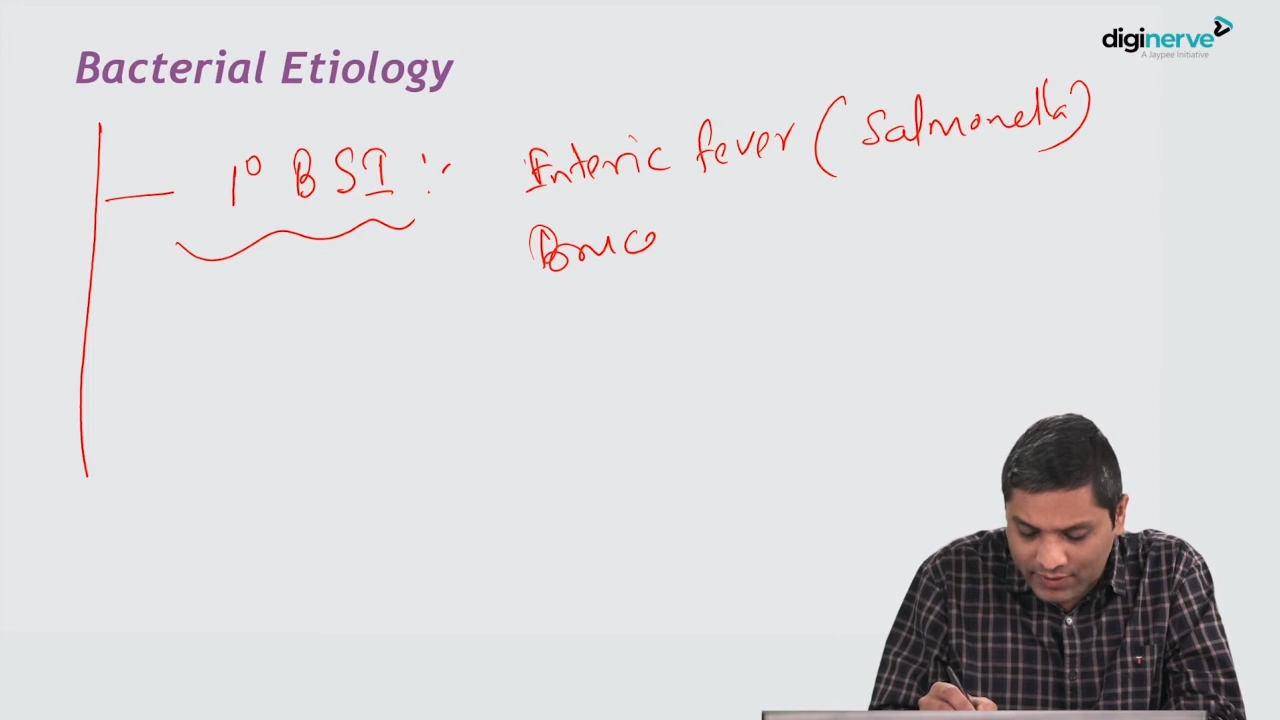 Bacterial Etiology
diginerve
A Jaypee Initiative
1° BSI :- Enteric fever (Salmonella)
Bruce